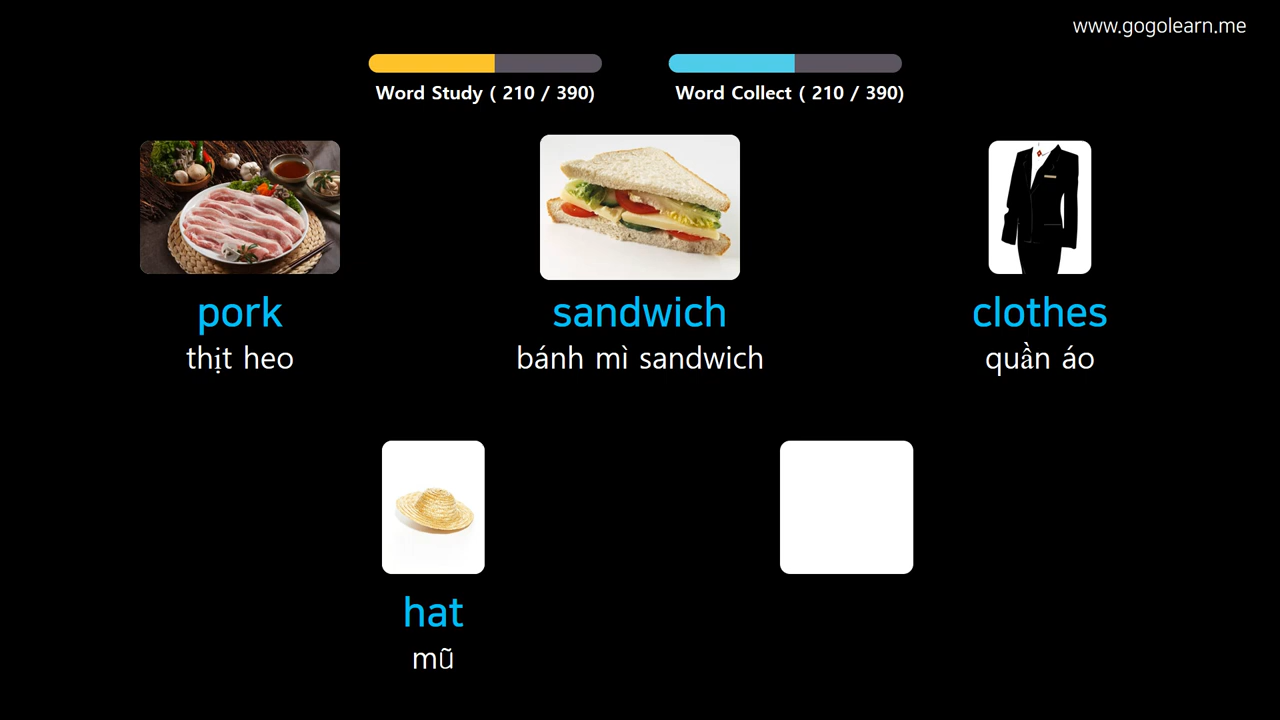 www.gogolearn.me
Word Study ( 210 / 390)
Word Collect ( 210 / 390)
pork
thịt heo
sandwich
bánh mì sandwich
clothes
quần áo
hat
mũ